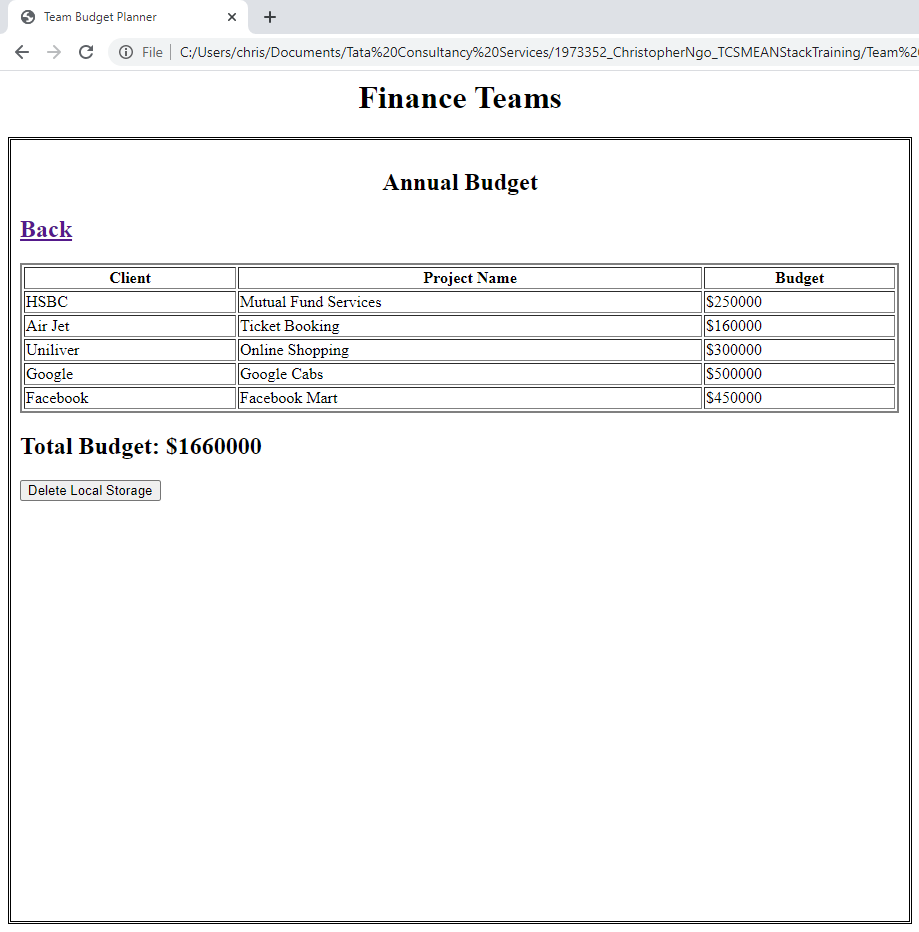 Team Budget Planner
File C:/Users/chris/Documents/Tata%20Consultancy%20Services/1973352_ChristopherNgo_TCSMEANStackTraining/Team%20
Finance Teams
Annual Budget
Back
Client Project Name Budget
HSBC Mutual Fund Services $250000
Air Jet Ticket Booking $160000
Uniliver Online Shopping $300000
Google Google Cabs $500000
Facebook Facebook Mart $450000
Total Budget: $1660000
Delete Local Storage